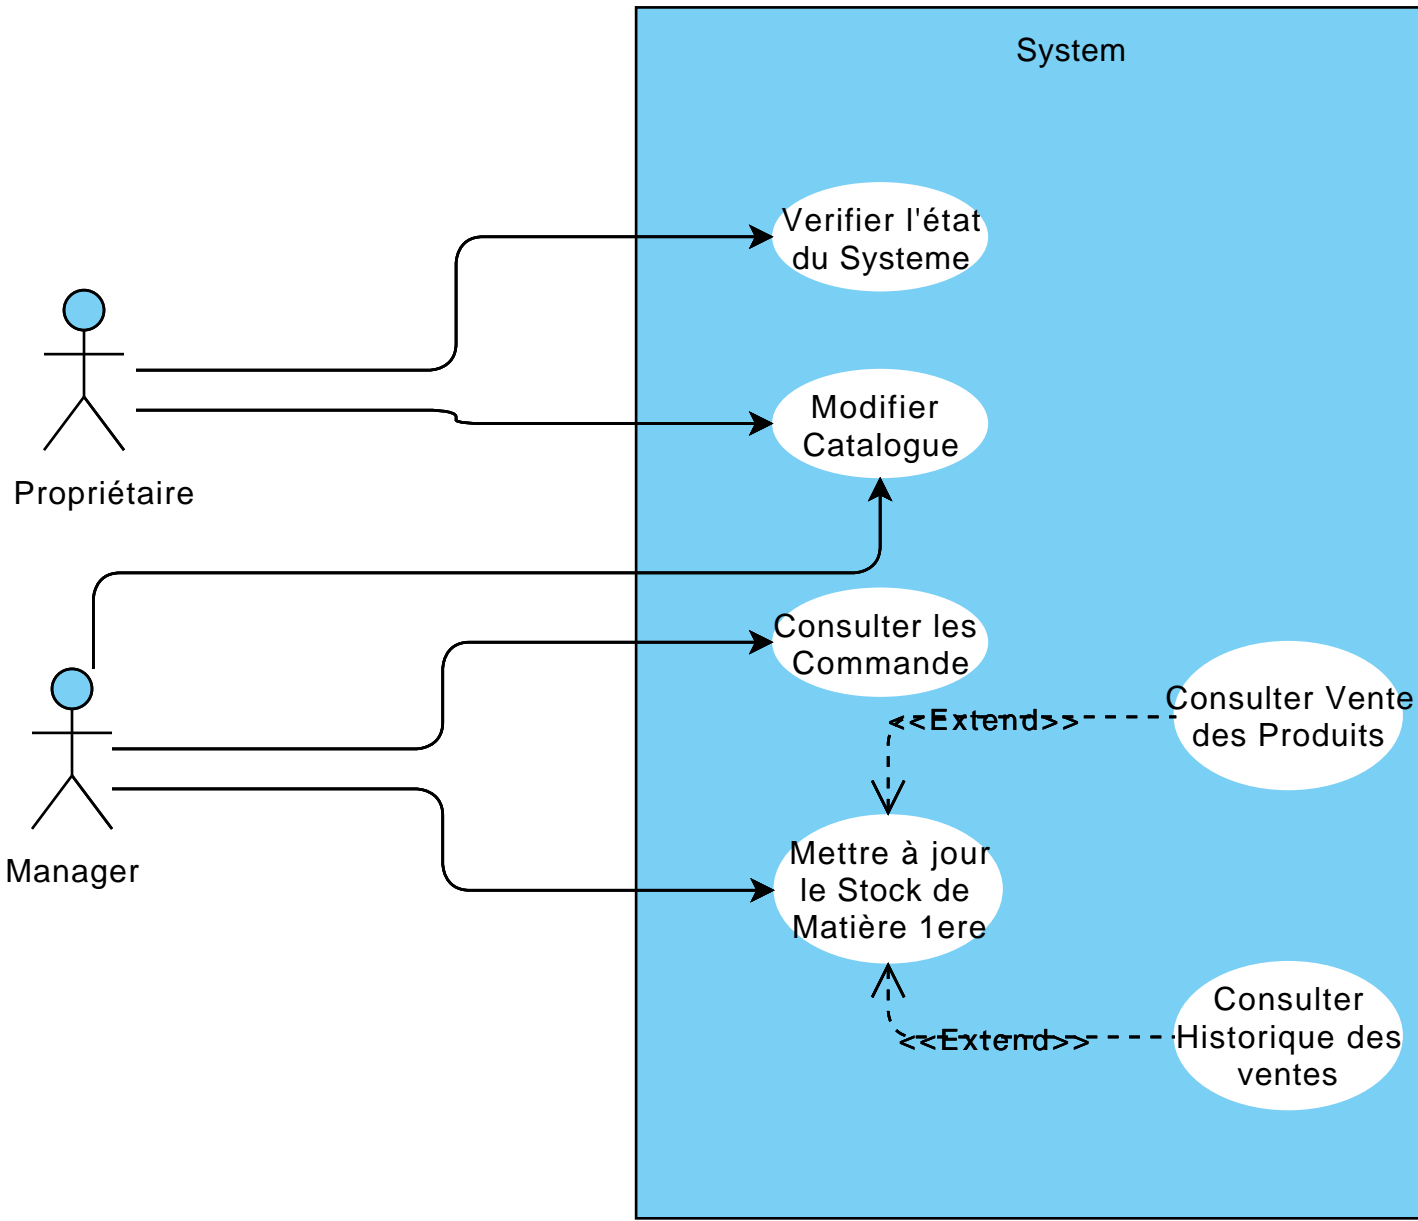 System
Verifier l'état
du Systeme
Modifier
Catalogue
Propriétaire
Consulter les
Commande
Consulter Vente
des Produits
<<Extend>>
Mettre à jour
le Stock de
Matière 1ere
Manager
Consulter
Historique des
ventes
<<Extend>>